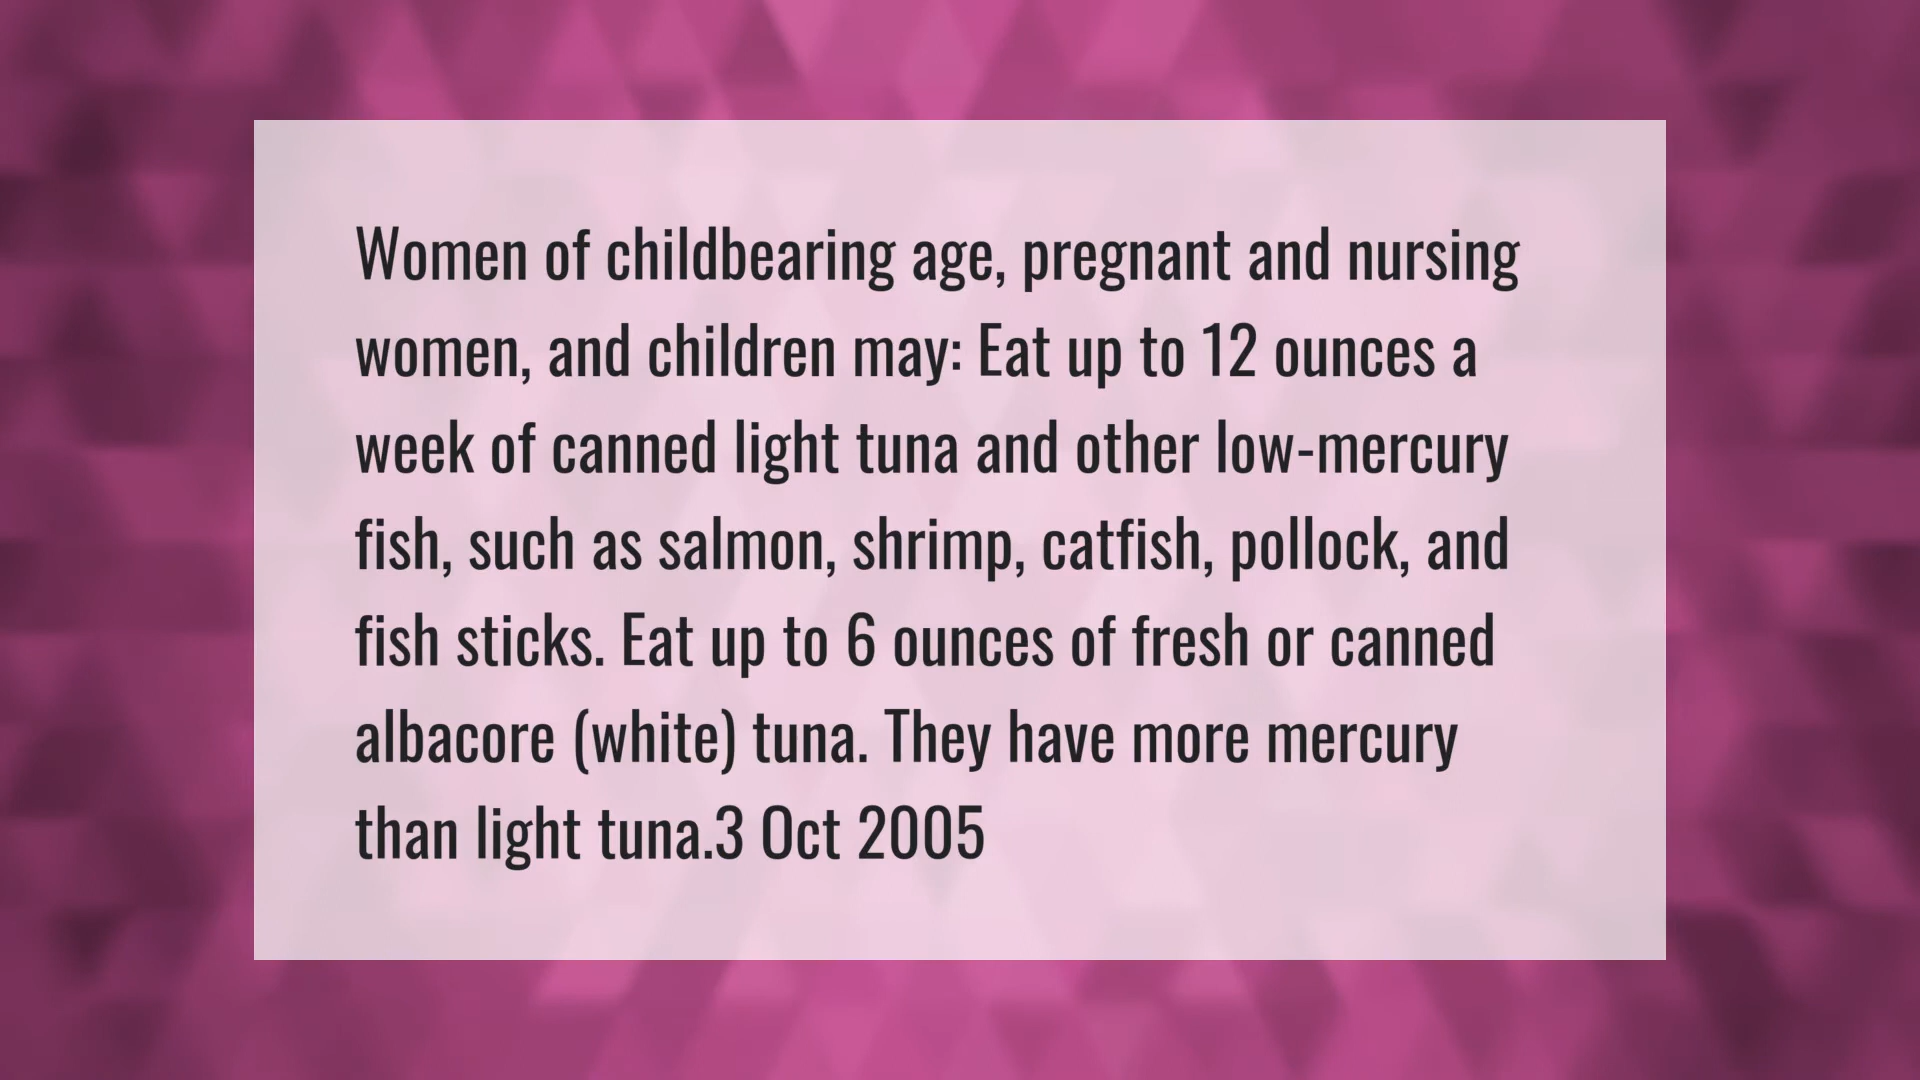 Women of childbearing age, pregnant and nursing
women, and children may: Eat up to 12 ounces a
week of canned light tuna and other low-mercury
fish, such as salmon, shrimp, catfish, pollock, and
fish sticks. Eat up to 6 ounces of fresh or canned
albacore (white) tuna. They have more mercury
than light tuna.3 Oct 2005